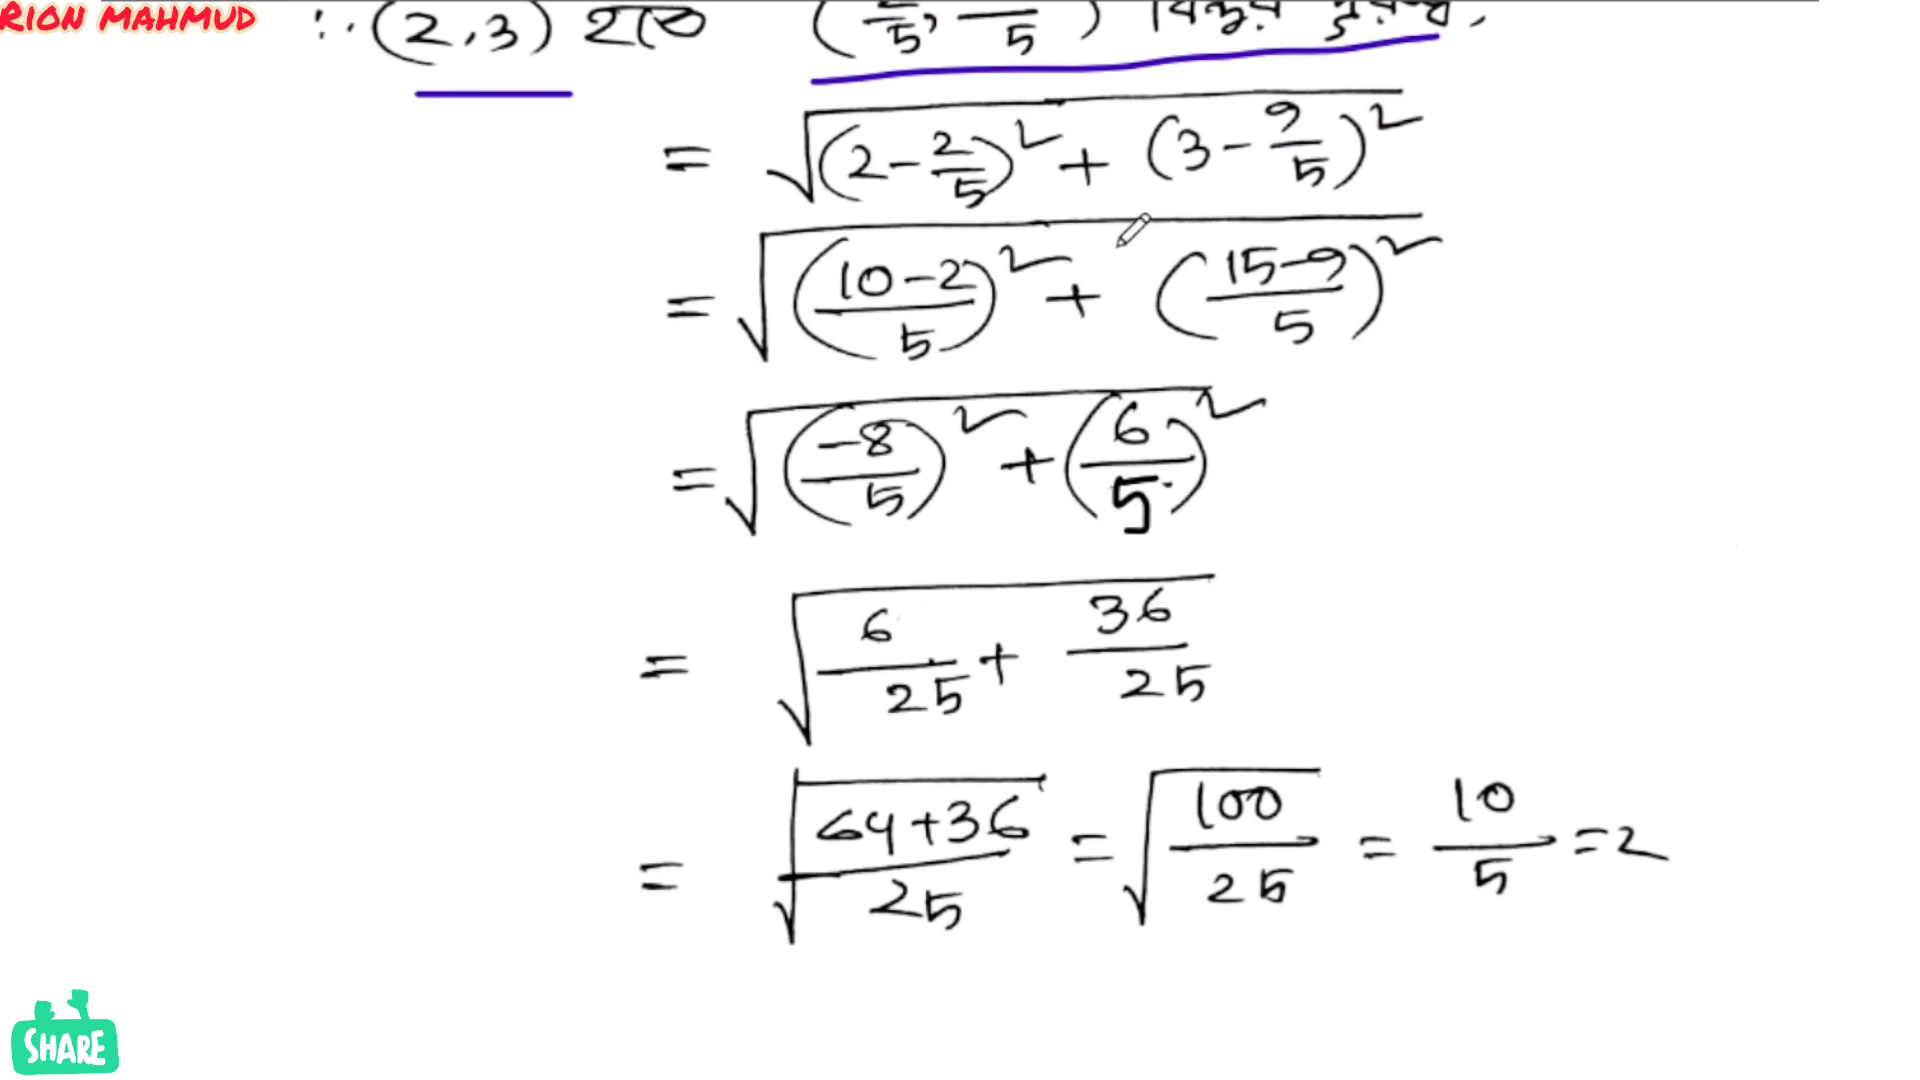 RION MAHMUD
∴ (2,3) হতে ( /5, /5)
= √(2-2/5)² + (3-9/5)²
= √((10-2)/5)² + ((15-9)/5)²
= √(-8/5)² + (6/5)²
= √6/25 + 36/25
= √(64+36)/25 = √100/25 = 10/5 = 2
SHARE